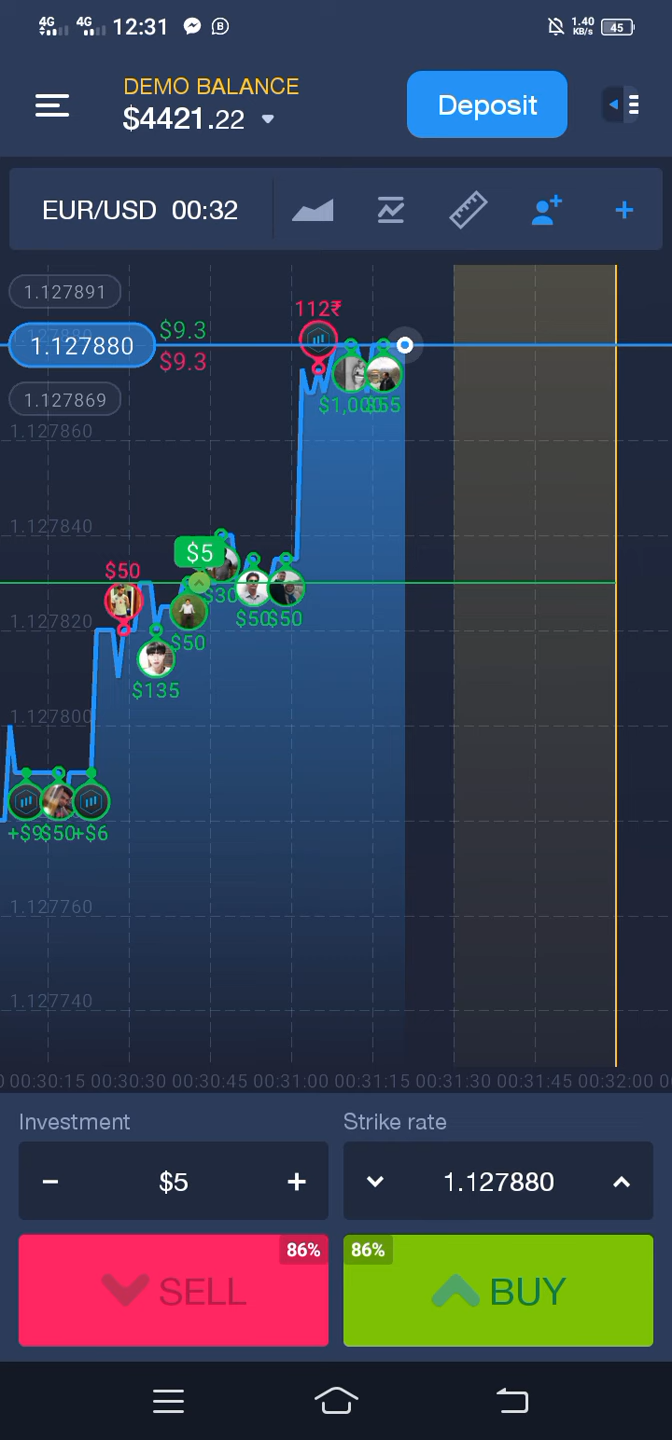 4G 4G 12:31 B 1.40 KB/s 45
DEMO BALANCE
$4421.22
Deposit
EUR/USD 00:32
1.127891
112₹
1.127880 $9.3
$9.3
1.127869
$55
1.127860
1.127840
$5
$50
$30
$50 $50
1.127820
$50
$135
1.127800
$50 +$6
1.127760
1.127740
00:30:15 00:30:30 00:30:45 00:31:00 00:31:15 00:31:30 00:31:45 00:32:00
Investment Strike rate
− $5 + 1.127880
86% 86%
SELL BUY